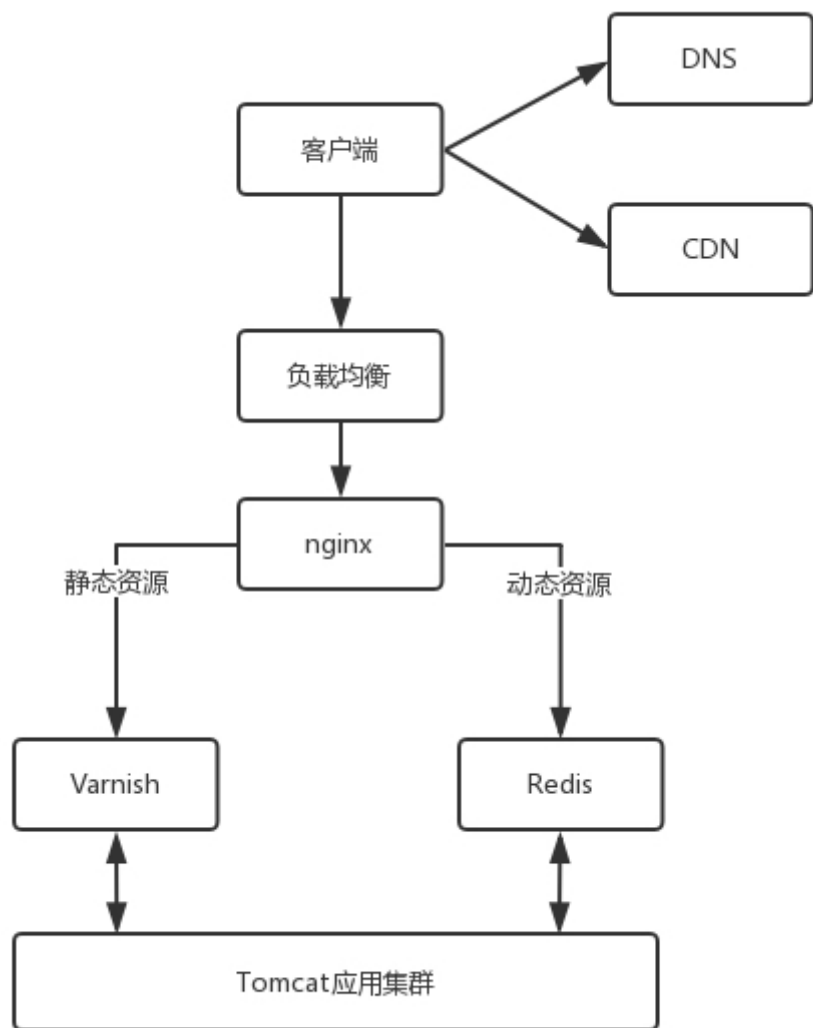 DNS
客户端
CDN
负载均衡
nginx
静态资源
动态资源
Varnish
Redis
Tomcat应用集群